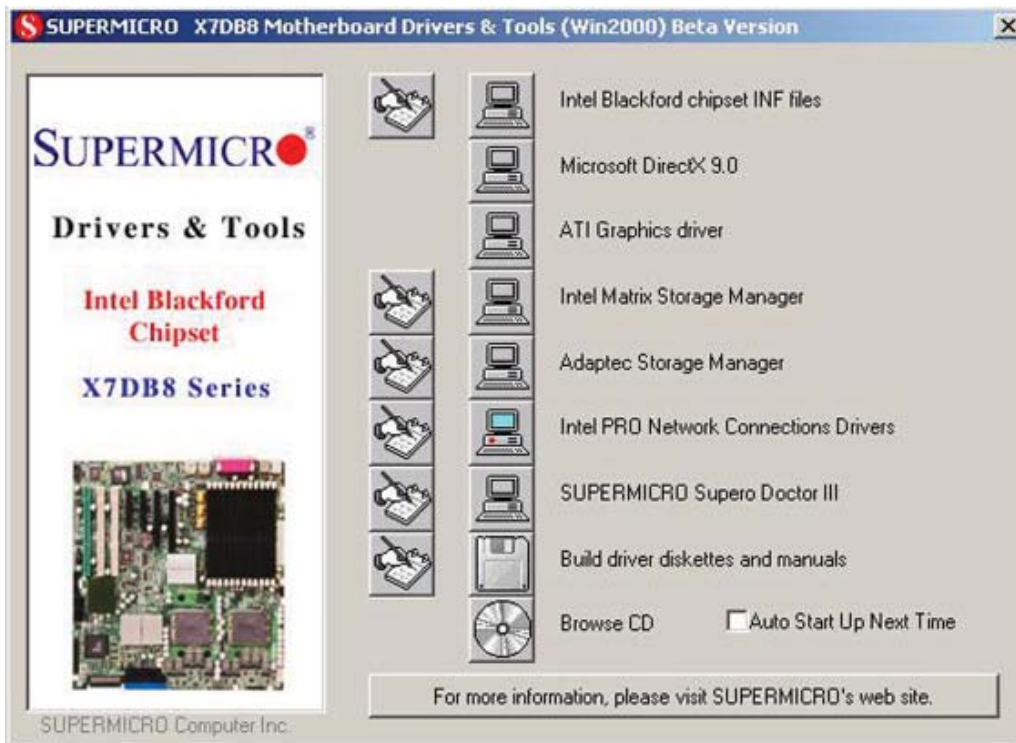 SUPERMICRO X7DB8 Motherboard Drivers & Tools (Win2000) Beta Version
SUPERMICRO®
Drivers & Tools
Intel Blackford
Chipset
X7DB8 Series
SUPERMICRO Computer Inc.
Intel Blackford chipset INF files
Microsoft DirectX 9.0
ATI Graphics driver
Intel Matrix Storage Manager
Adaptec Storage Manager
Intel PRO Network Connections Drivers
SUPERMICRO Supero Doctor III
Build driver diskettes and manuals
Browse CD
Auto Start Up Next Time
For more information, please visit SUPERMICRO's web site.